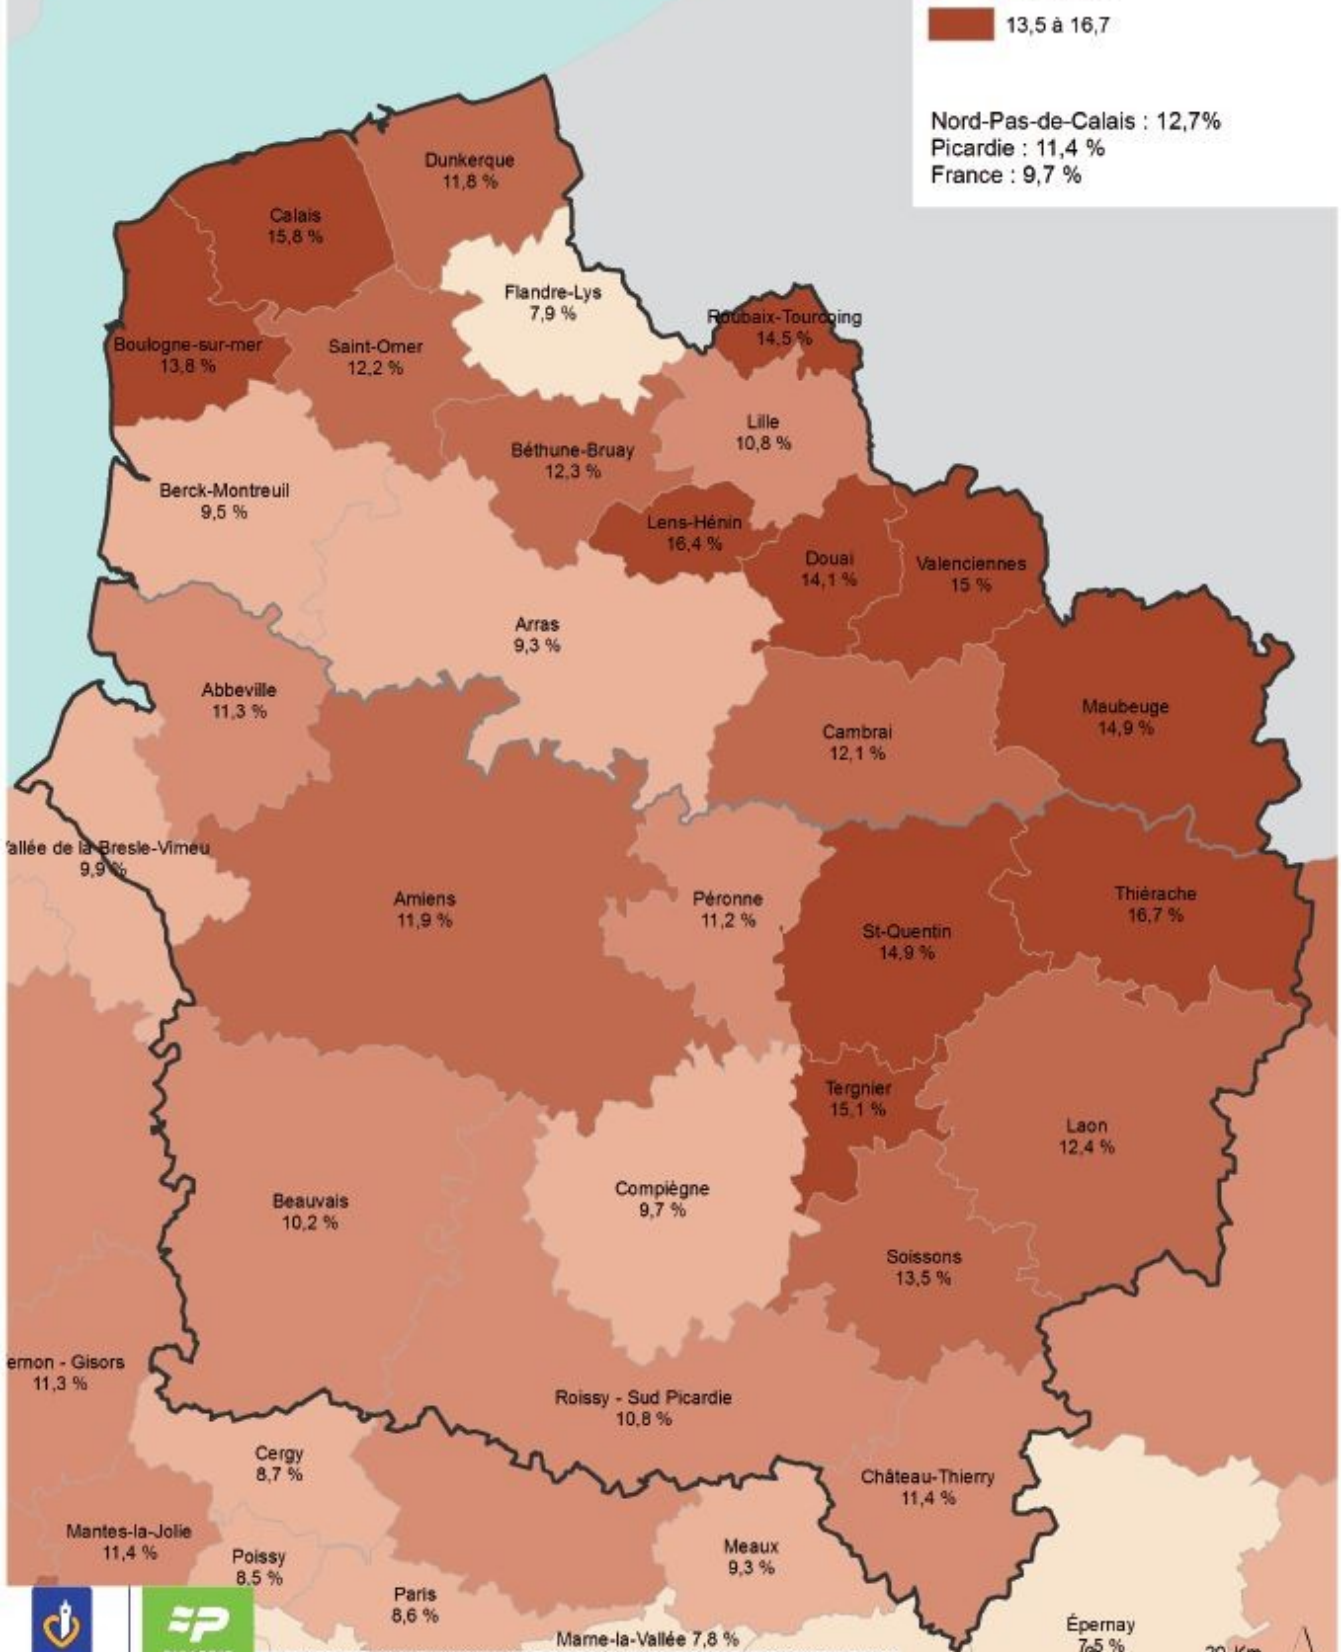 13,5 à 16,7
Nord-Pas-de-Calais : 12,7%
Picardie : 11,4 %
France : 9,7 %
Dunkerque
11,8 %
Calais
15,8 %
Flandre-Lys
7,9 %
Roubaix-Tourcoing
14,5 %
Boulogne-sur-mer
13,8 %
Saint-Omer
12,2 %
Lille
10,8 %
Béthune-Bruay
12,3 %
Berck-Montreuil
9,5 %
Lens-Hénin
16,4 %
Douai
14,1 %
Valenciennes
15 %
Arras
9,3 %
Abbeville
11,3 %
Maubeuge
14,9 %
Cambrai
12,1 %
allée de la Bresle-Vimeu
9,9 %
Amiens
11,9 %
Péronne
11,2 %
Thiérache
16,7 %
St-Quentin
14,9 %
Tergnier
15,1 %
Laon
12,4 %
Beauvais
10,2 %
Compiègne
9,7 %
Soissons
13,5 %
ernon - Gisors
11,3 %
Roissy - Sud Picardie
10,8 %
Cergy
8,7 %
Château-Thierry
11,4 %
Mantes-la-Jolie
11,4 %
Poissy
8,5 %
Meaux
9,3 %
Paris
8,6 %
Marne-la-Vallée 7,8 %
Épernay
7,5 %
Km